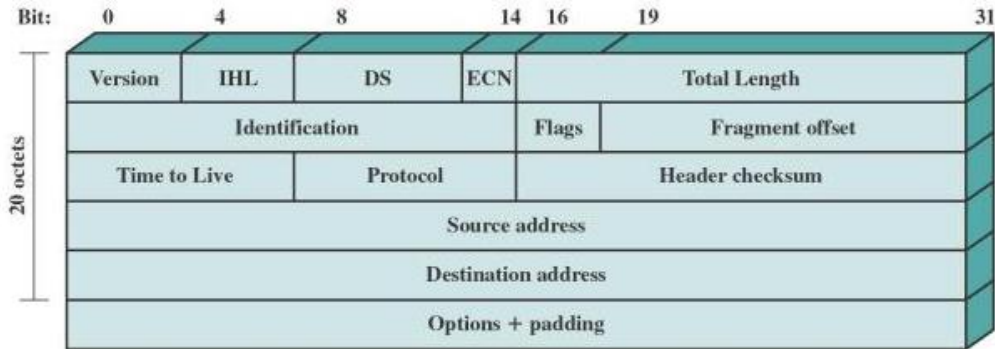 Bit: 0 4 8 14 16 19 31
Version IHL DS ECN Total Length
Identification Flags Fragment offset
Time to Live Protocol Header checksum
Source address
Destination address
Options + padding
20 octets